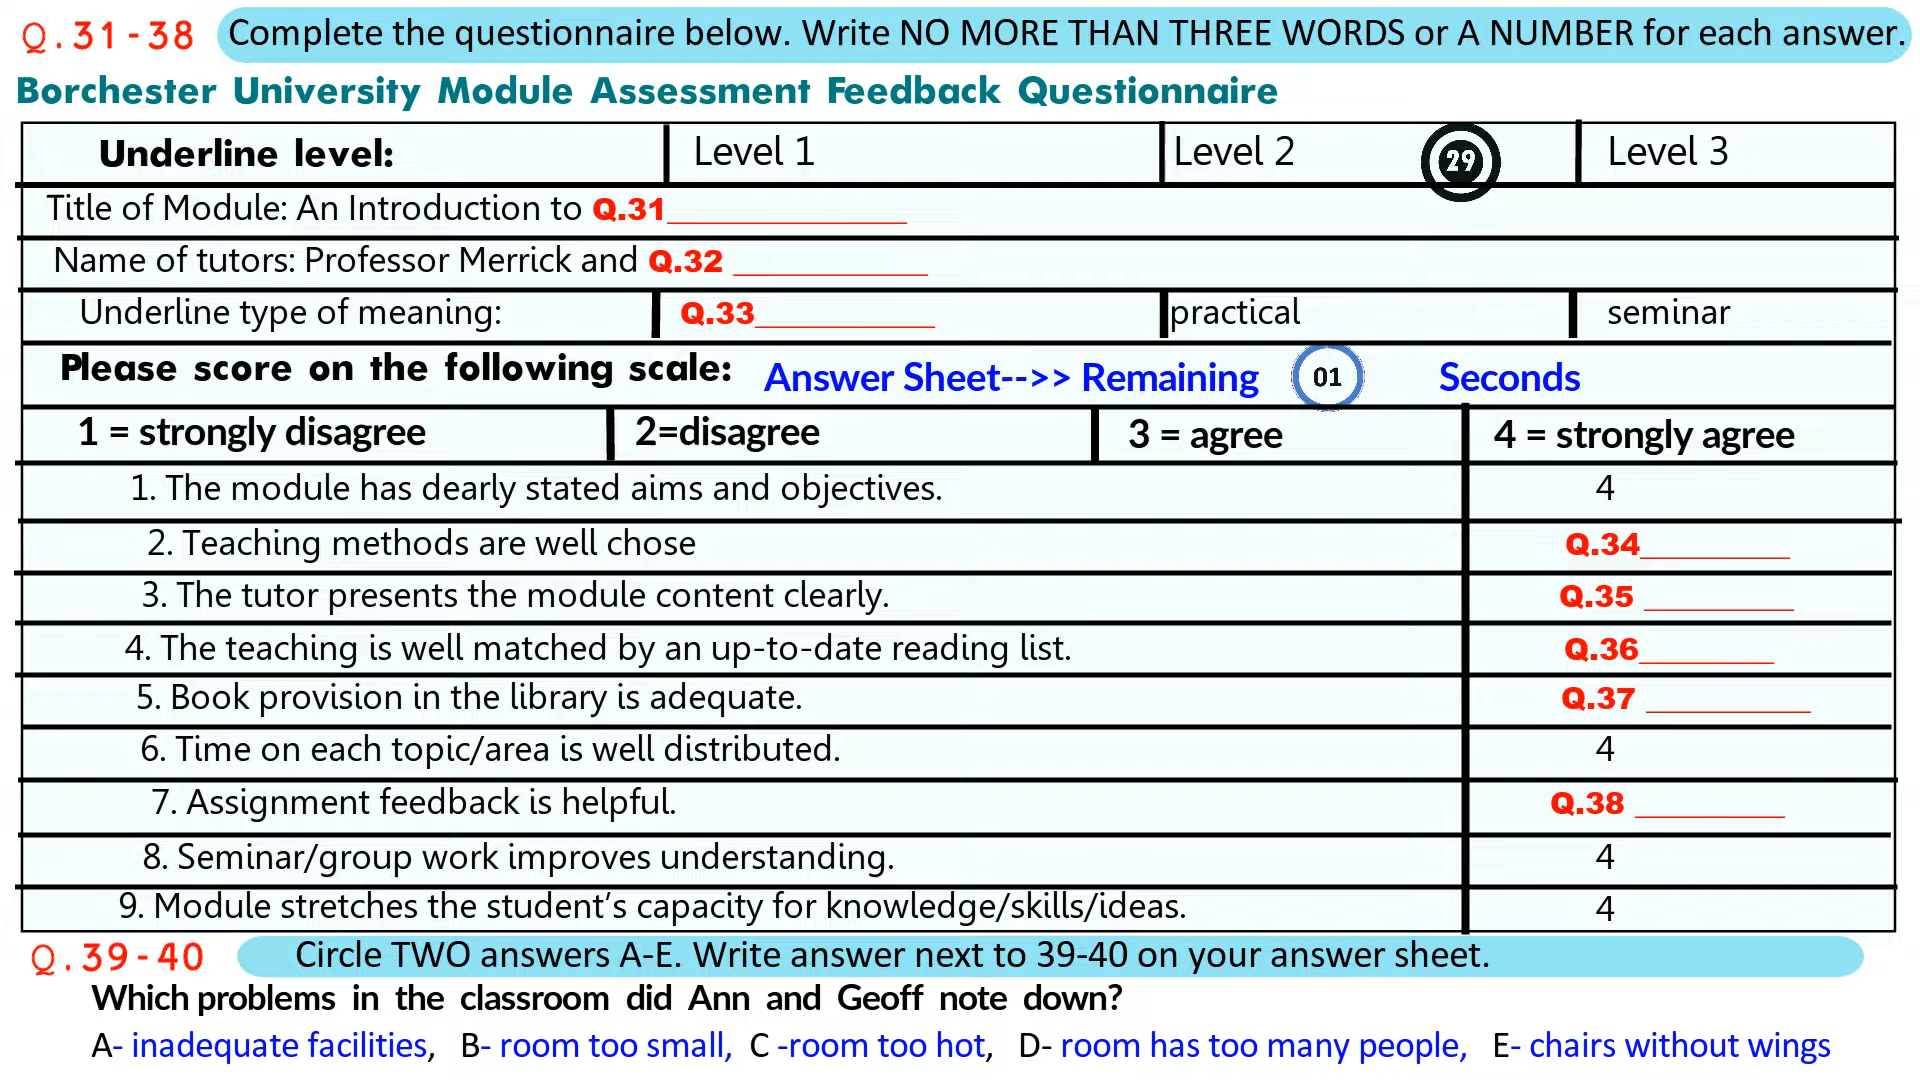 Q.31-38 Complete the questionnaire below. Write NO MORE THAN THREE WORDS or A NUMBER for each answer.
Borchester University Module Assessment Feedback Questionnaire
Underline level: Level 1 Level 2 29 Level 3
Title of Module: An Introduction to Q.31____________
Name of tutors: Professor Merrick and Q.32 __________
Underline type of meaning: Q.33_________ practical seminar
Please score on the following scale: Answer Sheet-->> Remaining 01 Seconds
1 = strongly disagree 2=disagree 3 = agree 4 = strongly agree
1. The module has dearly stated aims and objectives. 4
2. Teaching methods are well chose Q.34________
3. The tutor presents the module content clearly. Q.35 ________
4. The teaching is well matched by an up-to-date reading list. Q.36_______
5. Book provision in the library is adequate. Q.37 _________
6. Time on each topic/area is well distributed. 4
7. Assignment feedback is helpful. Q.38 ________
8. Seminar/group work improves understanding. 4
9. Module stretches the student's capacity for knowledge/skills/ideas. 4
Q.39-40 Circle TWO answers A-E. Write answer next to 39-40 on your answer sheet.
Which problems in the classroom did Ann and Geoff note down?
A- inadequate facilities, B- room too small, C -room too hot, D- room has too many people, E- chairs without wings